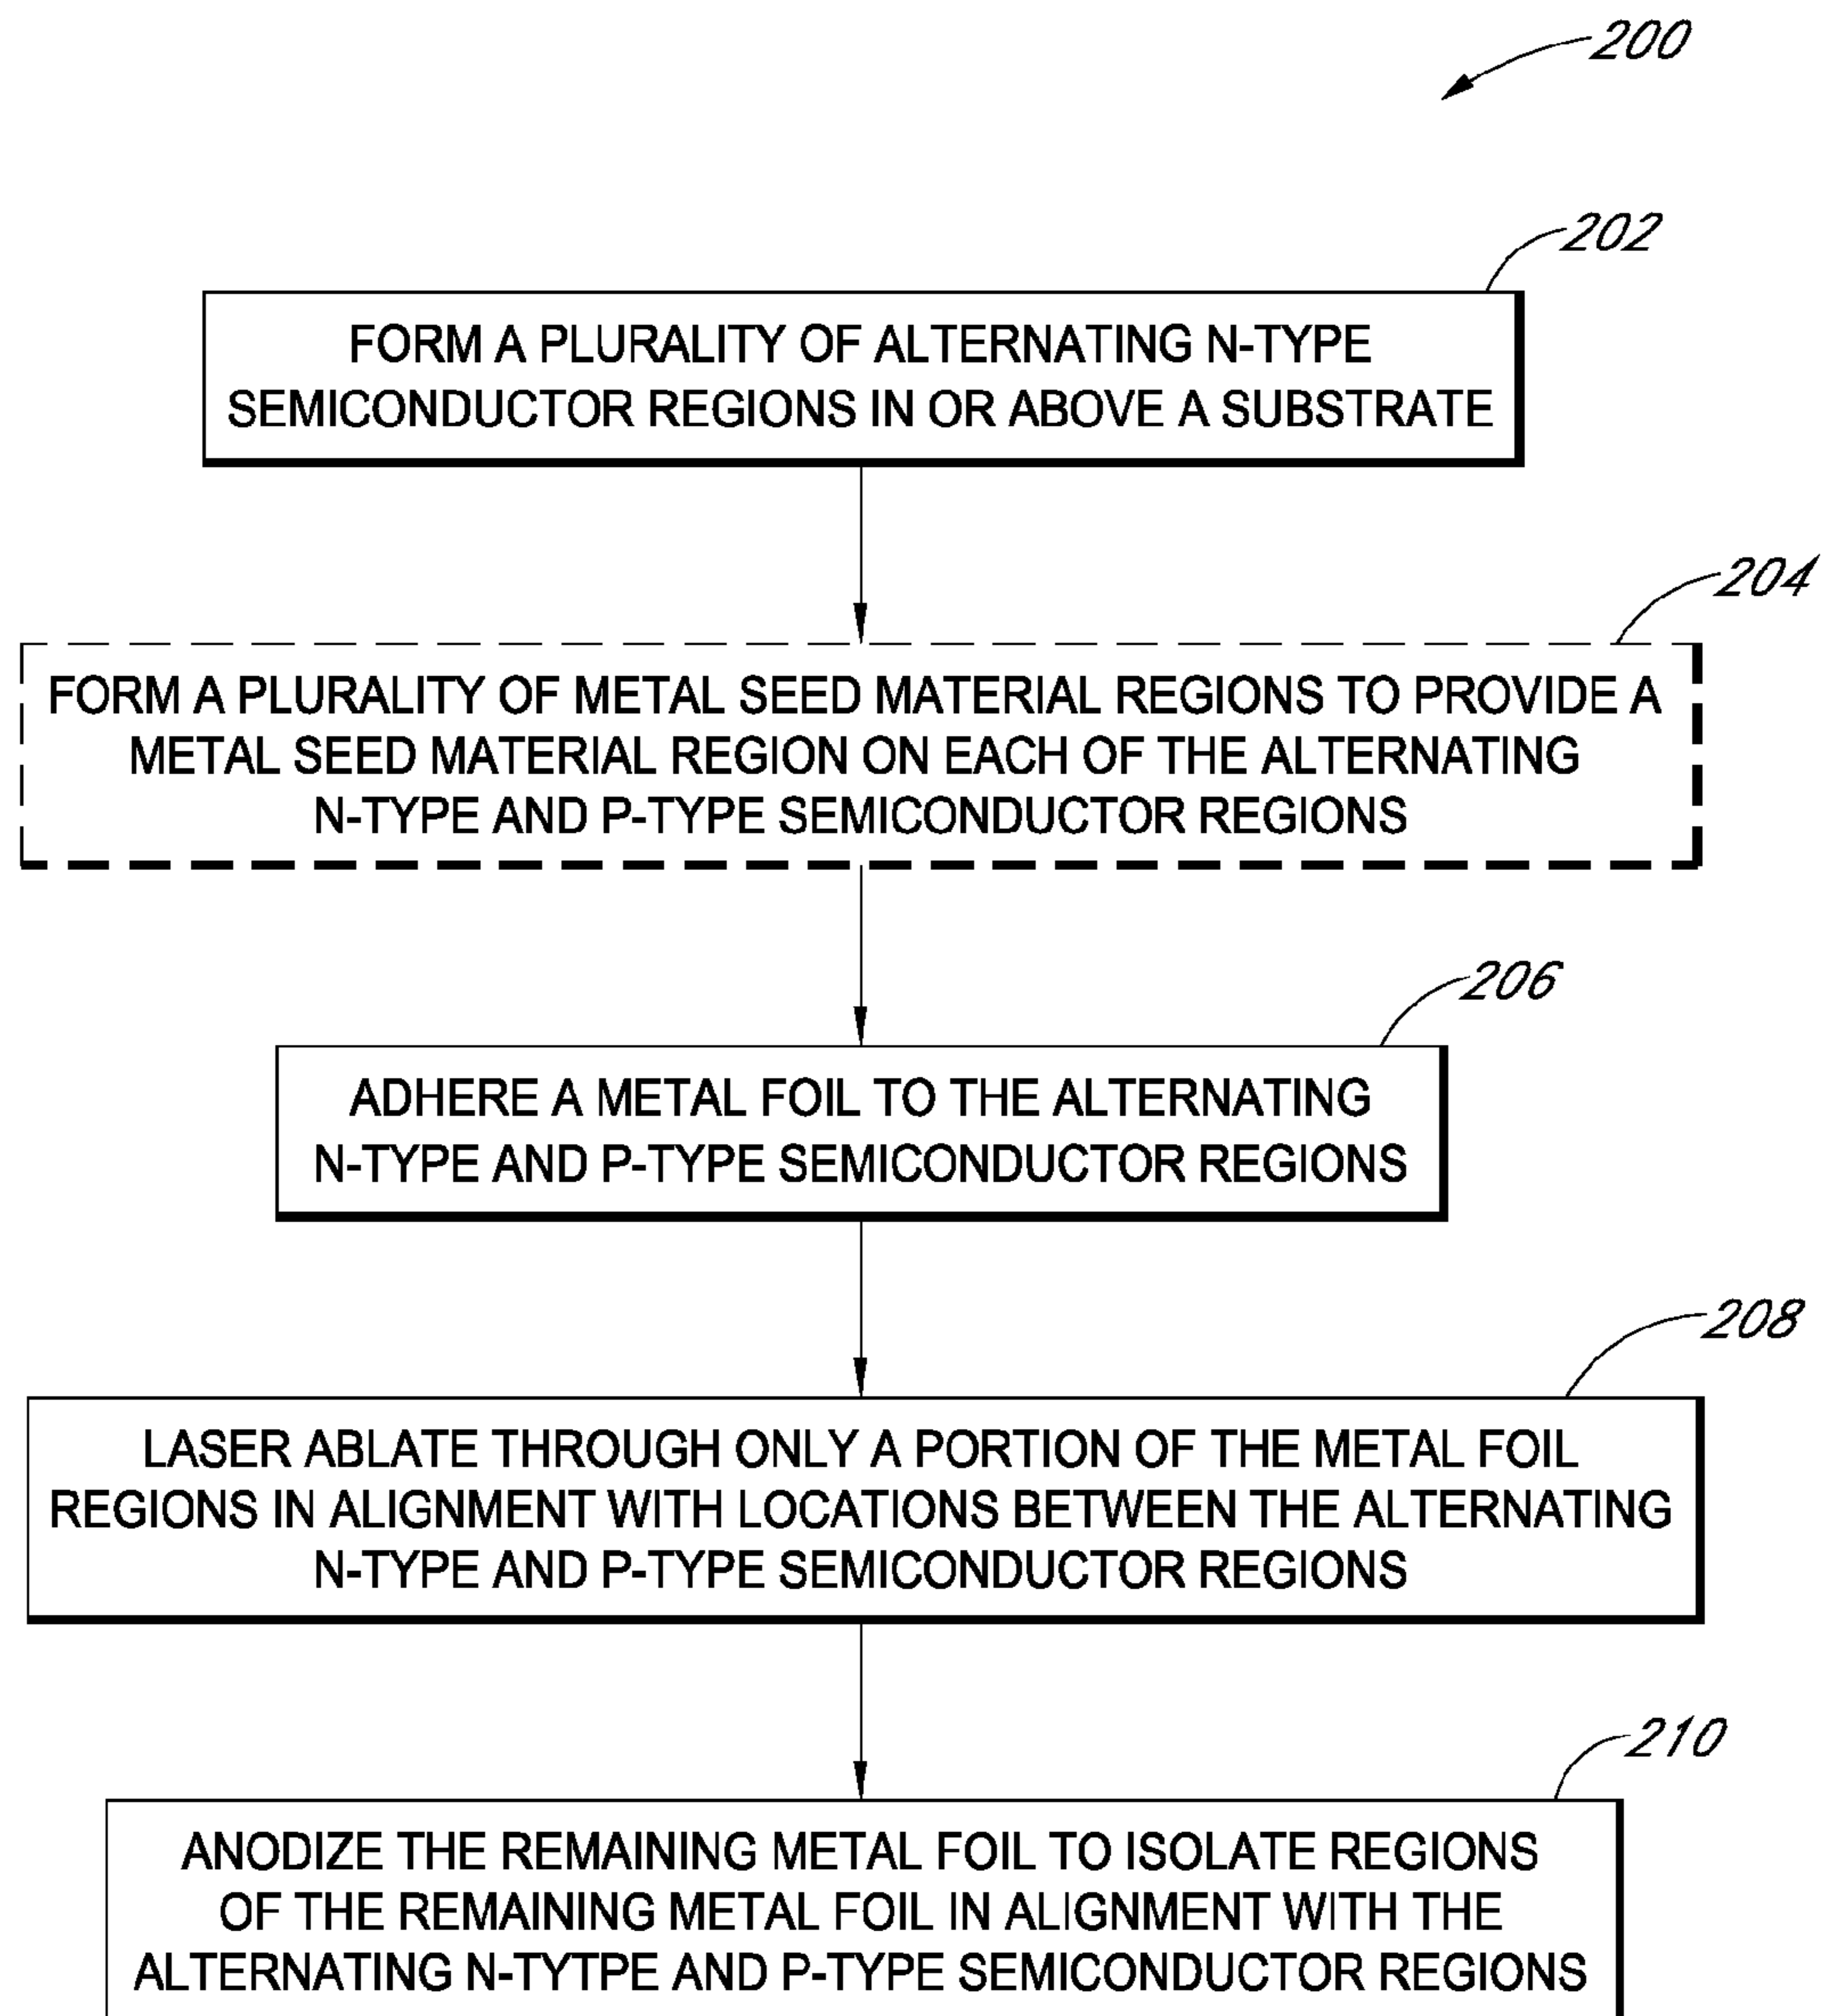 200
202
FORM A PLURALITY OF ALTERNATING N-TYPE
SEMICONDUCTOR REGIONS IN OR ABOVE A SUBSTRATE
204
FORM A PLURALITY OF METAL SEED MATERIAL REGIONS TO PROVIDE A
METAL SEED MATERIAL REGION ON EACH OF THE ALTERNATING
N-TYPE AND P-TYPE SEMICONDUCTOR REGIONS
206
ADHERE A METAL FOIL TO THE ALTERNATING
N-TYPE AND P-TYPE SEMICONDUCTOR REGIONS
208
LASER ABLATE THROUGH ONLY A PORTION OF THE METAL FOIL
REGIONS IN ALIGNMENT WITH LOCATIONS BETWEEN THE ALTERNATING
N-TYPE AND P-TYPE SEMICONDUCTOR REGIONS
210
ANODIZE THE REMAINING METAL FOIL TO ISOLATE REGIONS
OF THE REMAINING METAL FOIL IN ALIGNMENT WITH THE
ALTERNATING N-TYTPE AND P-TYPE SEMICONDUCTOR REGIONS